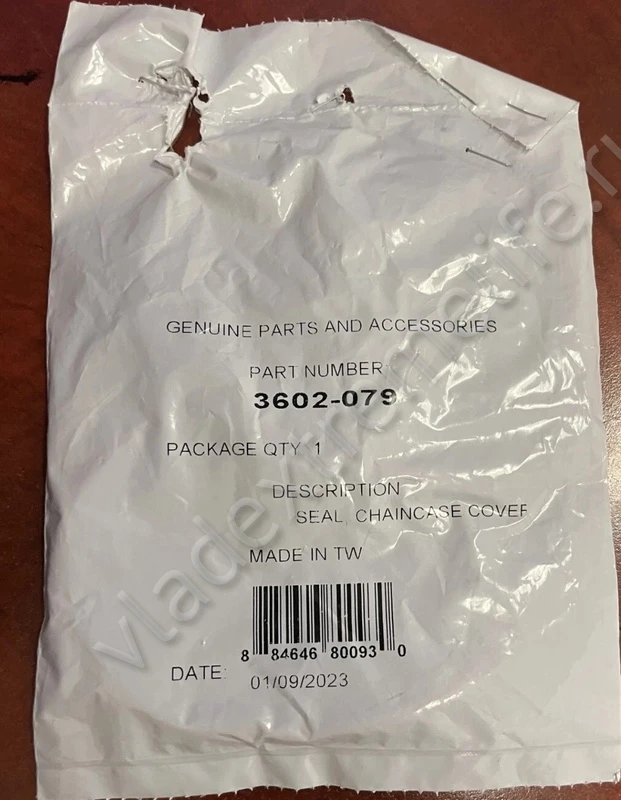 GENUINE PARTS AND ACCESSORIES
PART NUMBER
3602-079
PACKAGE QTY 1
DESCRIPTION
SEAL, CHAINCASE COVER
MADE IN TW
8 84646 80093 0
DATE: 01/09/2023